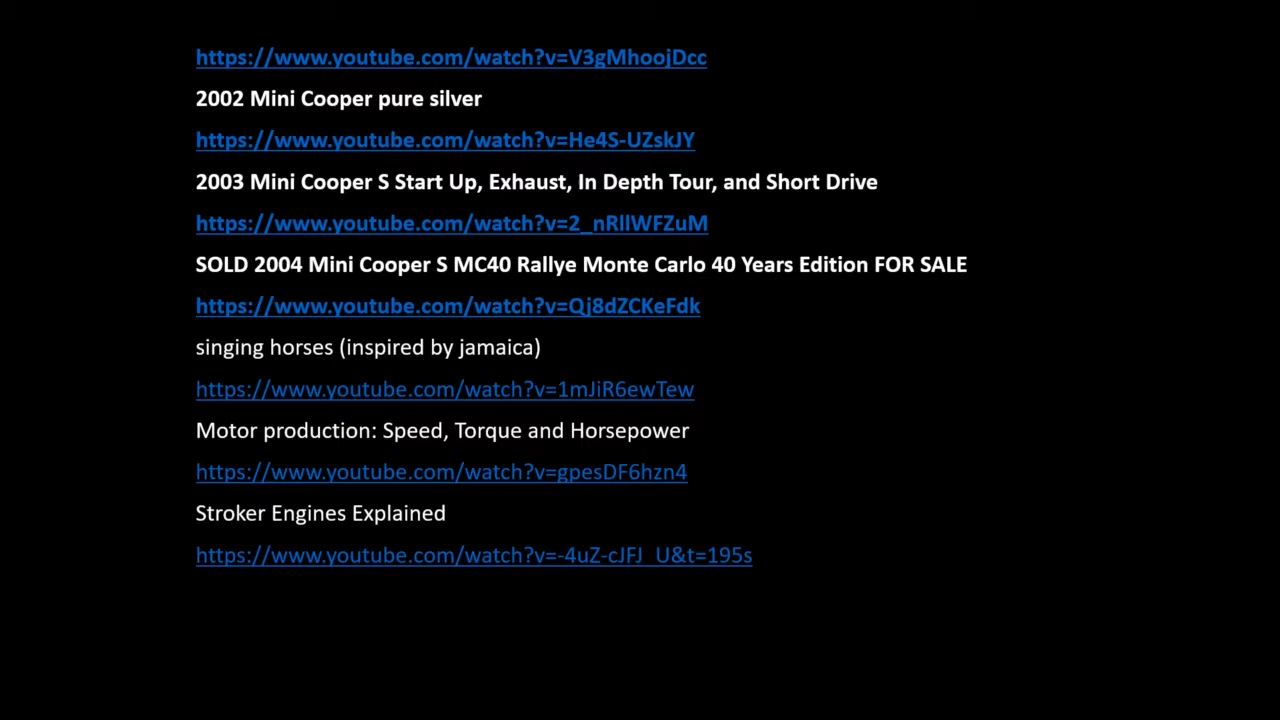 https://www.youtube.com/watch?v=V3gMhoojDcc
2002 Mini Cooper pure silver
https://www.youtube.com/watch?v=He4S-UZskJY
2003 Mini Cooper S Start Up, Exhaust, In Depth Tour, and Short Drive
https://www.youtube.com/watch?v=2_nRllWFZuM
SOLD 2004 Mini Cooper S MC40 Rallye Monte Carlo 40 Years Edition FOR SALE
https://www.youtube.com/watch?v=Qj8dZCKeFdk
singing horses (inspired by jamaica)
https://www.youtube.com/watch?v=1mJiR6ewTew
Motor production: Speed, Torque and Horsepower
https://www.youtube.com/watch?v=gpesDF6hzn4
Stroker Engines Explained
https://www.youtube.com/watch?v=-4uZ-cJFJ_U&t=195s